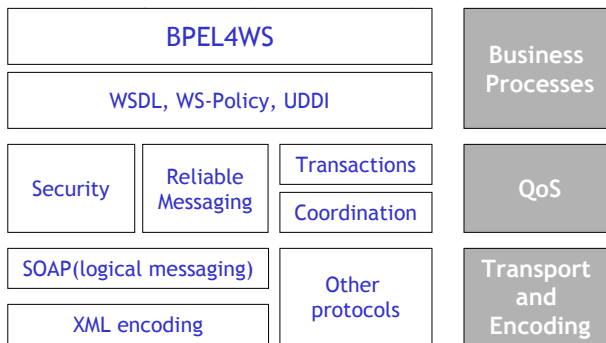 BPEL4WS
Business
Processes
WSDL, WS-Policy, UDDI
Security
Reliable
Messaging
Transactions
Coordination
QoS
SOAP(logical messaging)
XML encoding
Other
protocols
Transport
and
Encoding